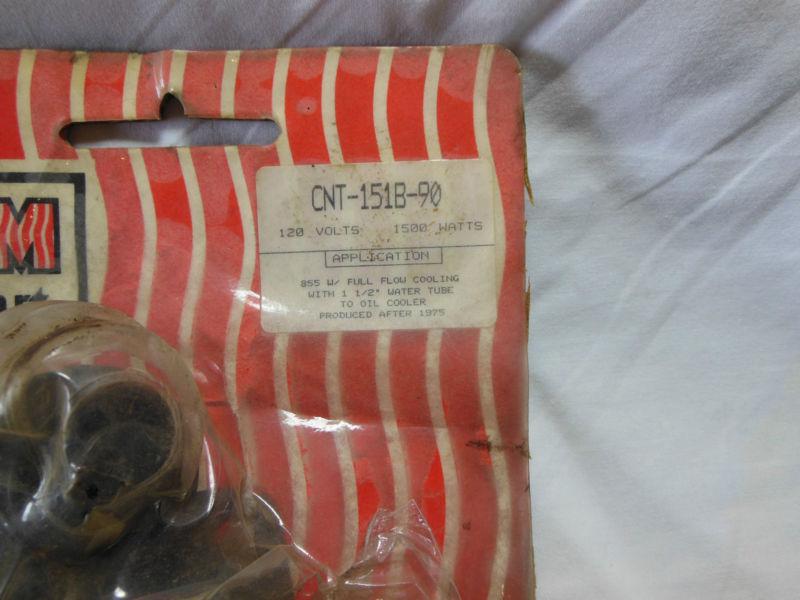 CNT-151B-90
120 VOLTS 1500 WATTS
APPLICATION
855 W/ FULL FLOW COOLING
WITH 1 1/2" WATER TUBE
TO OIL COOLER
PRODUCED AFTER 1975
M